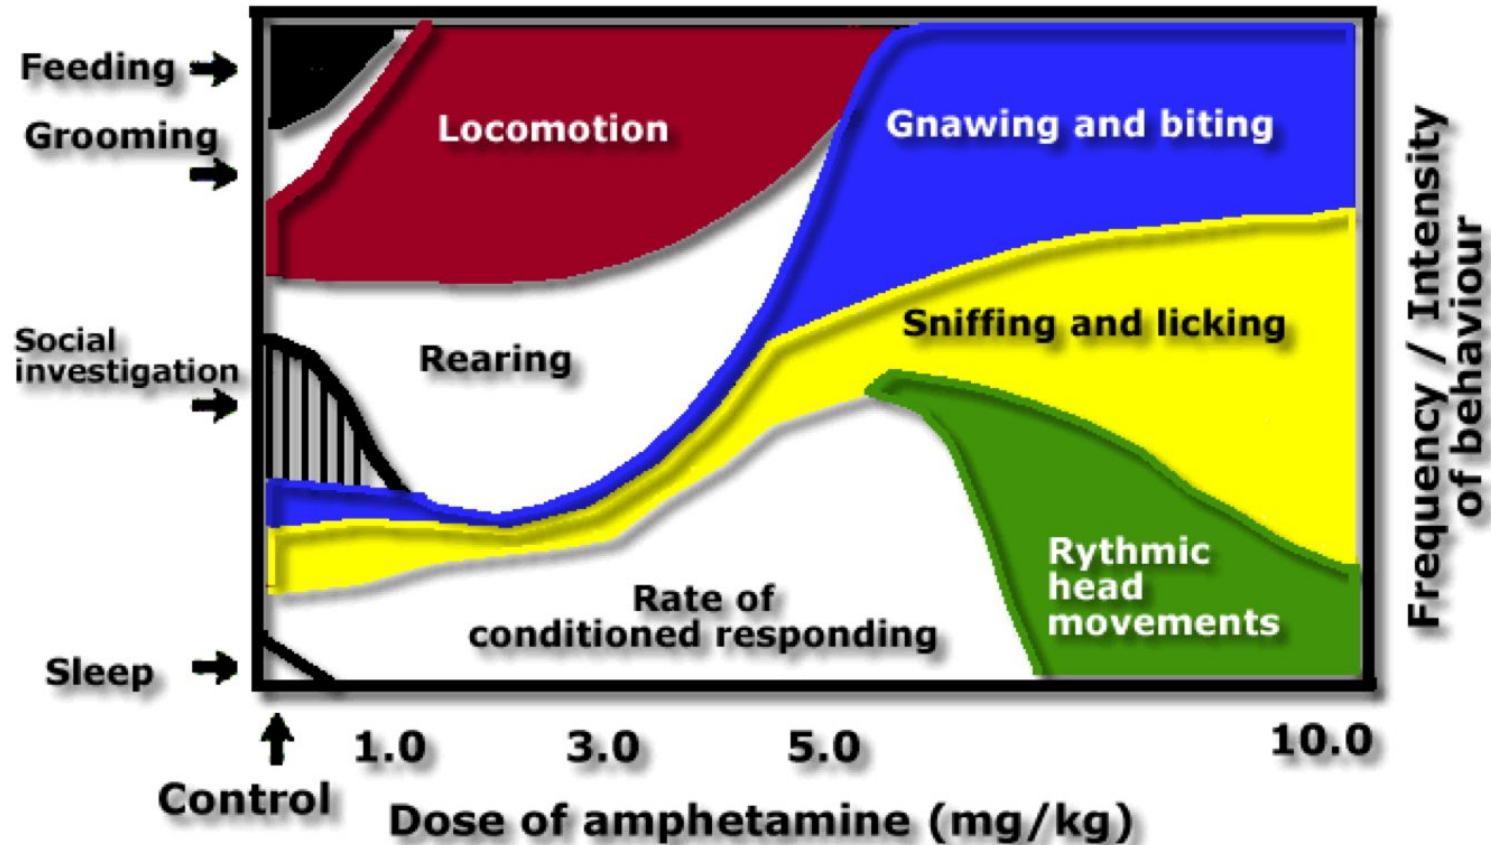 Feeding
Grooming
Social
investigation
Sleep
Locomotion
Rearing
Gnawing and biting
Sniffing and licking
Rythmic
head
movements
Rate of
conditioned responding
Frequency / Intensity
of behaviour
1.0 3.0 5.0 10.0
Control
Dose of amphetamine (mg/kg)